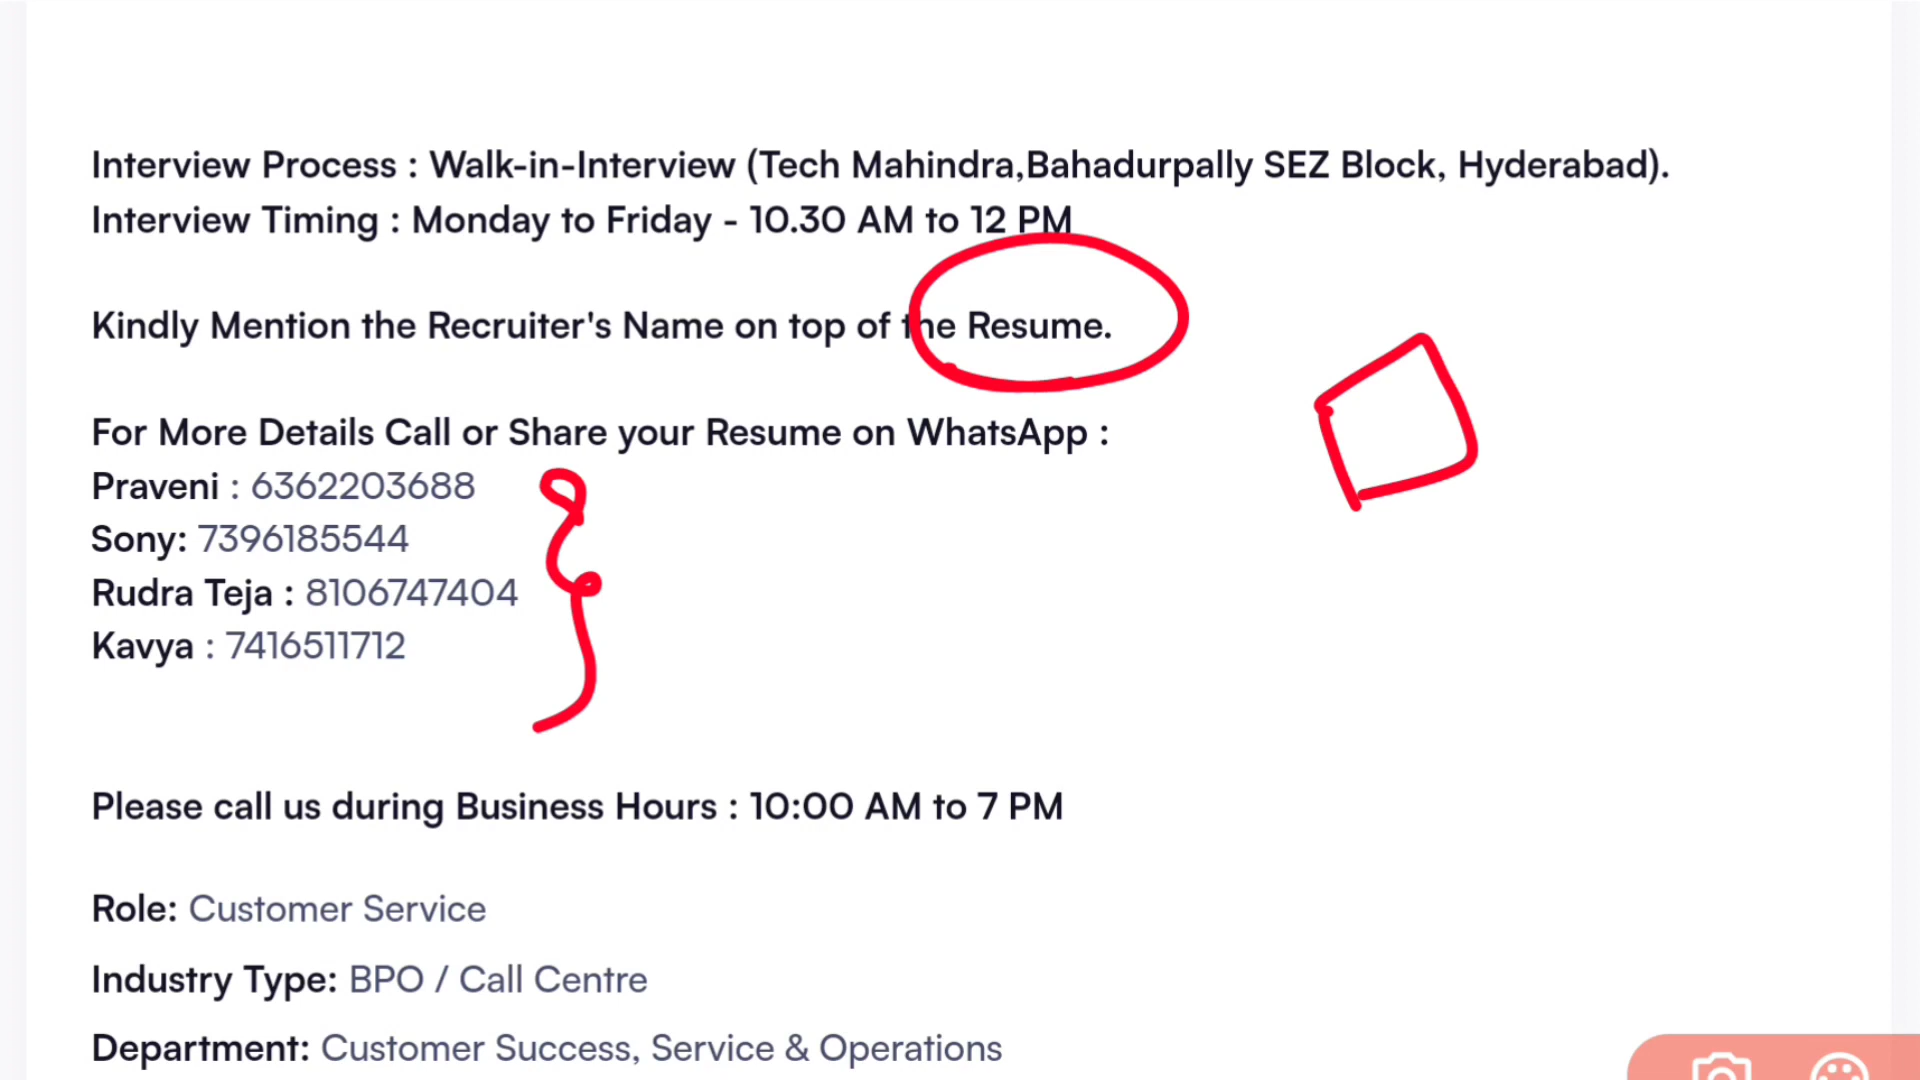 Interview Process : Walk-in-Interview (Tech Mahindra,Bahadurpally SEZ Block, Hyderabad).
Interview Timing : Monday to Friday - 10.30 AM to 12 PM
Kindly Mention the Recruiter's Name on top of the Resume.
For More Details Call or Share your Resume on WhatsApp :
Praveni : 6362203688
Sony: 7396185544
Rudra Teja : 8106747404
Kavya : 7416511712
Please call us during Business Hours : 10:00 AM to 7 PM
Role: Customer Service
Industry Type: BPO / Call Centre
Department: Customer Success, Service & Operations